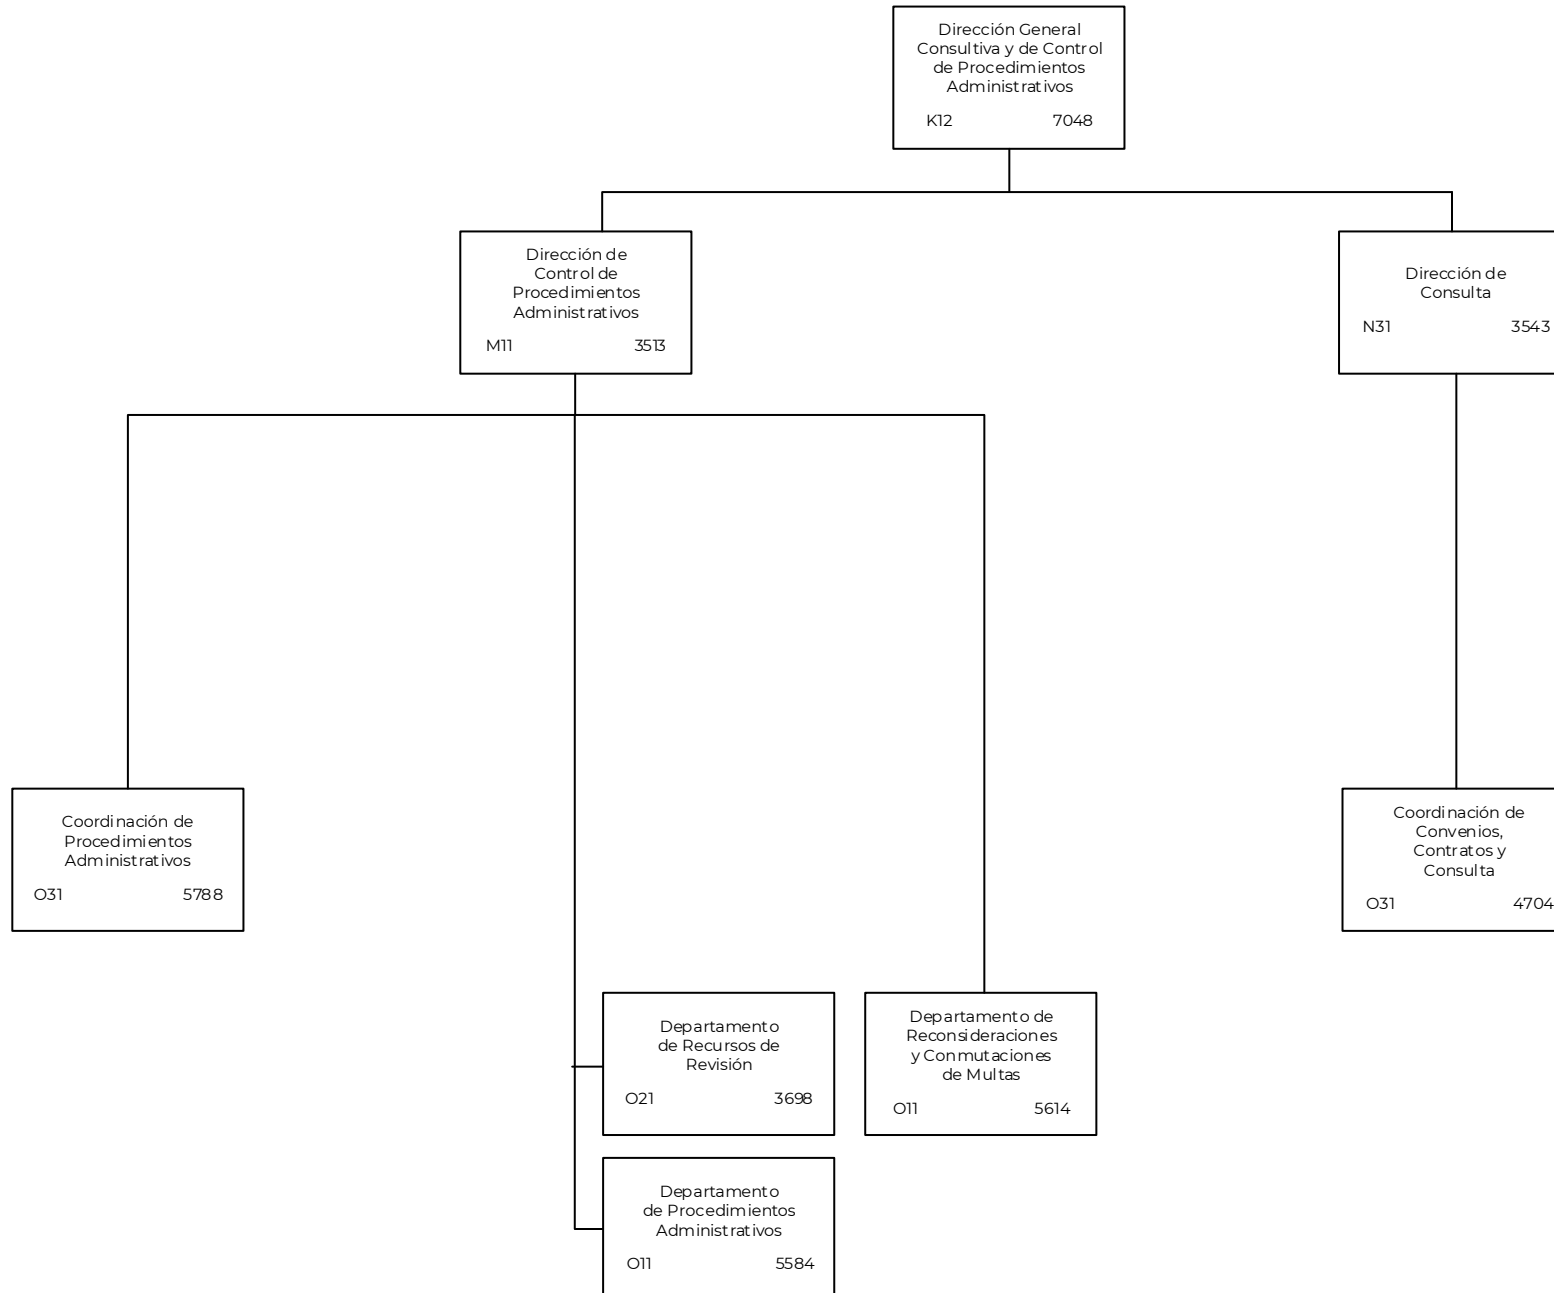 Dirección General
Consultiva y de Control
de Procedimientos
Administrativos
K12 7048
Dirección de
Control de
Procedimientos
Administrativos
M11 3513
Dirección de
Consulta
N31 3543
Coordinación de
Procedimientos
Administrativos
O31 5788
Coordinación de
Convenios,
Contratos y
Consulta
O31 4704
Departamento
de Recursos de
Revisión
O21 3698
Departamento de
Reconsideraciones
y Conmutaciones
de Multas
O11 5614
Departamento
de Procedimientos
Administrativos
O11 5584